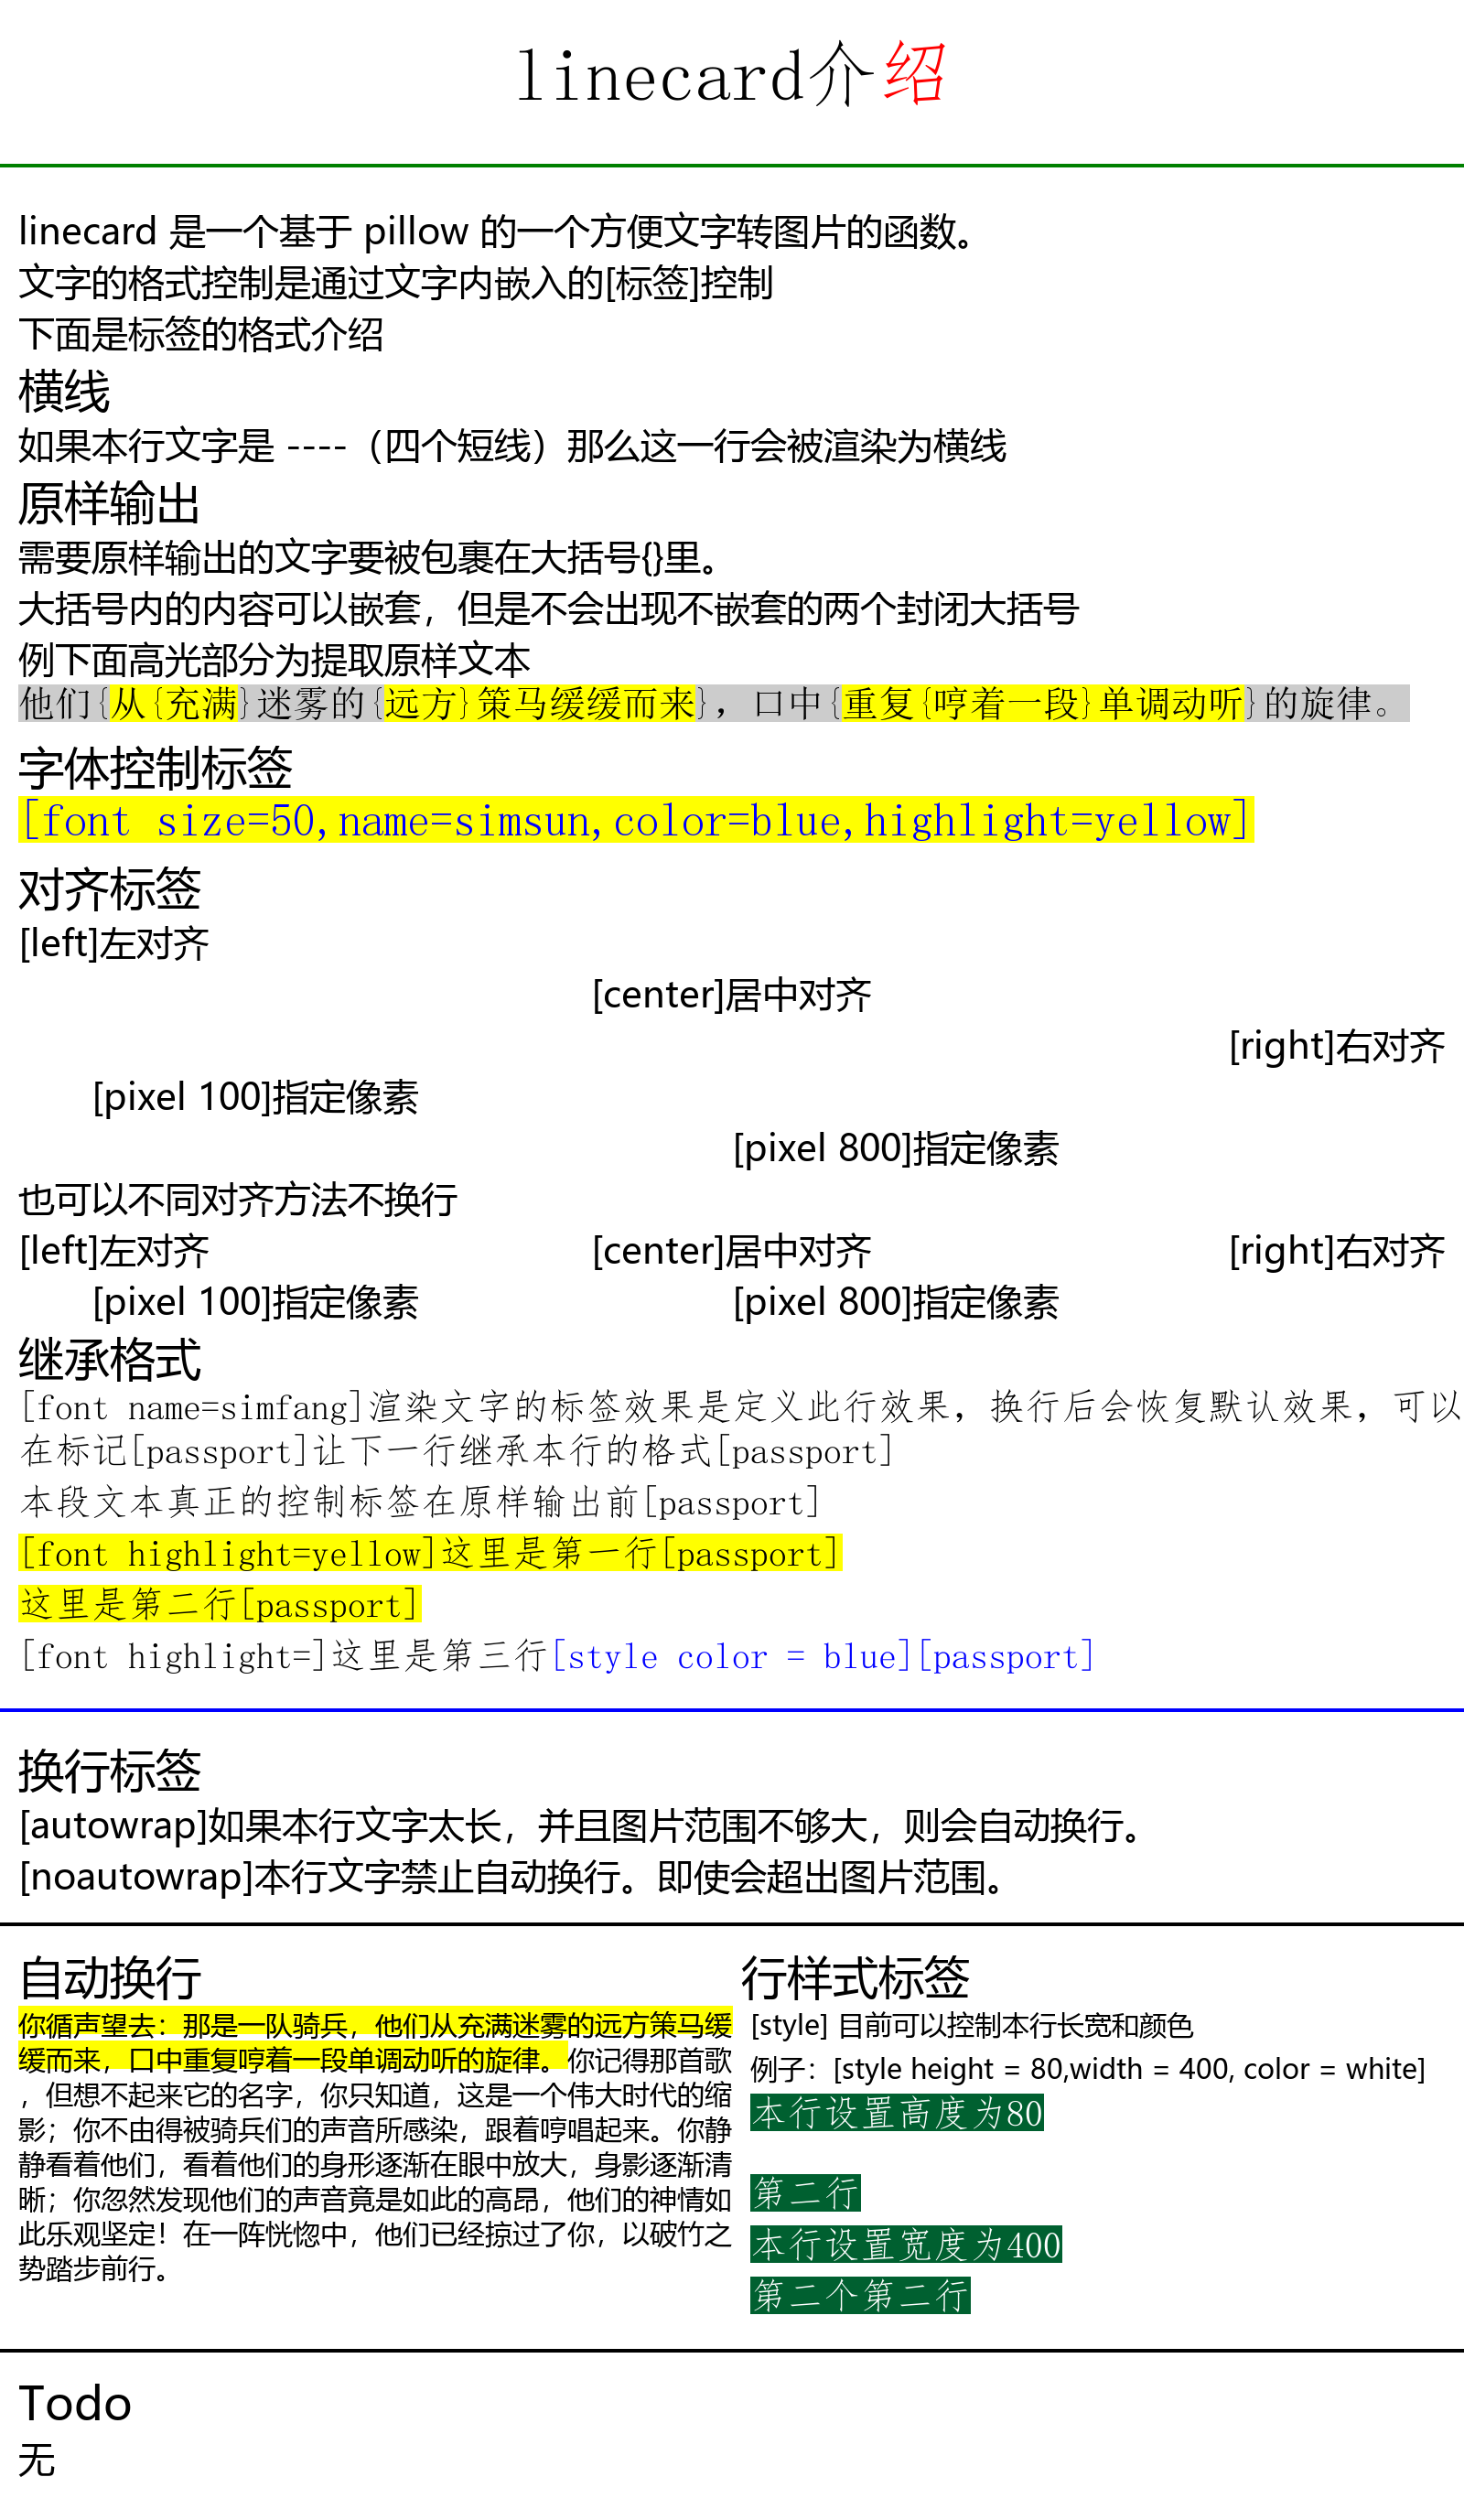 linecard介绍
linecard 是一个基于 pillow 的一个方便文字转图片的函数。
文字的格式控制是通过文字内嵌入的[标签]控制
下面是标签的格式介绍
横线
如果本行文字是 ----（四个短线）那么这一行会被渲染为横线
原样输出
需要原样输出的文字要被包裹在大括号{}里。
大括号内的内容可以嵌套，但是不会出现不嵌套的两个封闭大括号
例下面高光部分为提取原样文本
他们{从{充满}迷雾的{远方}策马缓缓而来}，口中{重复{哼着一段}单调动听}的旋律。
字体控制标签
[font size=50,name=simsun,color=blue,highlight=yellow]
对齐标签
[left]左对齐
[center]居中对齐
[right]右对齐
[pixel 100]指定像素
[pixel 800]指定像素
也可以不同对齐方法不换行
[left]左对齐 [center]居中对齐 [right]右对齐
[pixel 100]指定像素 [pixel 800]指定像素
继承格式
[font name=simfang]渲染文字的标签效果是定义此行效果，换行后会恢复默认效果，可以
在标记[passport]让下一行继承本行的格式[passport]
本段文本真正的控制标签在原样输出前[passport]
[font highlight=yellow]这里是第一行[passport]
这里是第二行[passport]
[font highlight=]这里是第三行[style color = blue][passport]
换行标签
[autowrap]如果本行文字太长，并且图片范围不够大，则会自动换行。
[noautowrap]本行文字禁止自动换行。即使会超出图片范围。
自动换行
你循声望去：那是一队骑兵，他们从充满迷雾的远方策马缓
缓而来，口中重复哼着一段单调动听的旋律。你记得那首歌
，但想不起来它的名字，你只知道，这是一个伟大时代的缩
影；你不由得被骑兵们的声音所感染，跟着哼唱起来。你静
静看着他们，看着他们的身形逐渐在眼中放大，身影逐渐清
晰；你忽然发现他们的声音竟是如此的高昂，他们的神情如
此乐观坚定！在一阵恍惚中，他们已经掠过了你，以破竹之
势踏步前行。
行样式标签
[style] 目前可以控制本行长宽和颜色
例子：[style height = 80,width = 400, color = white]
本行设置高度为80
第二行
本行设置宽度为400
第二个第二行
Todo
无